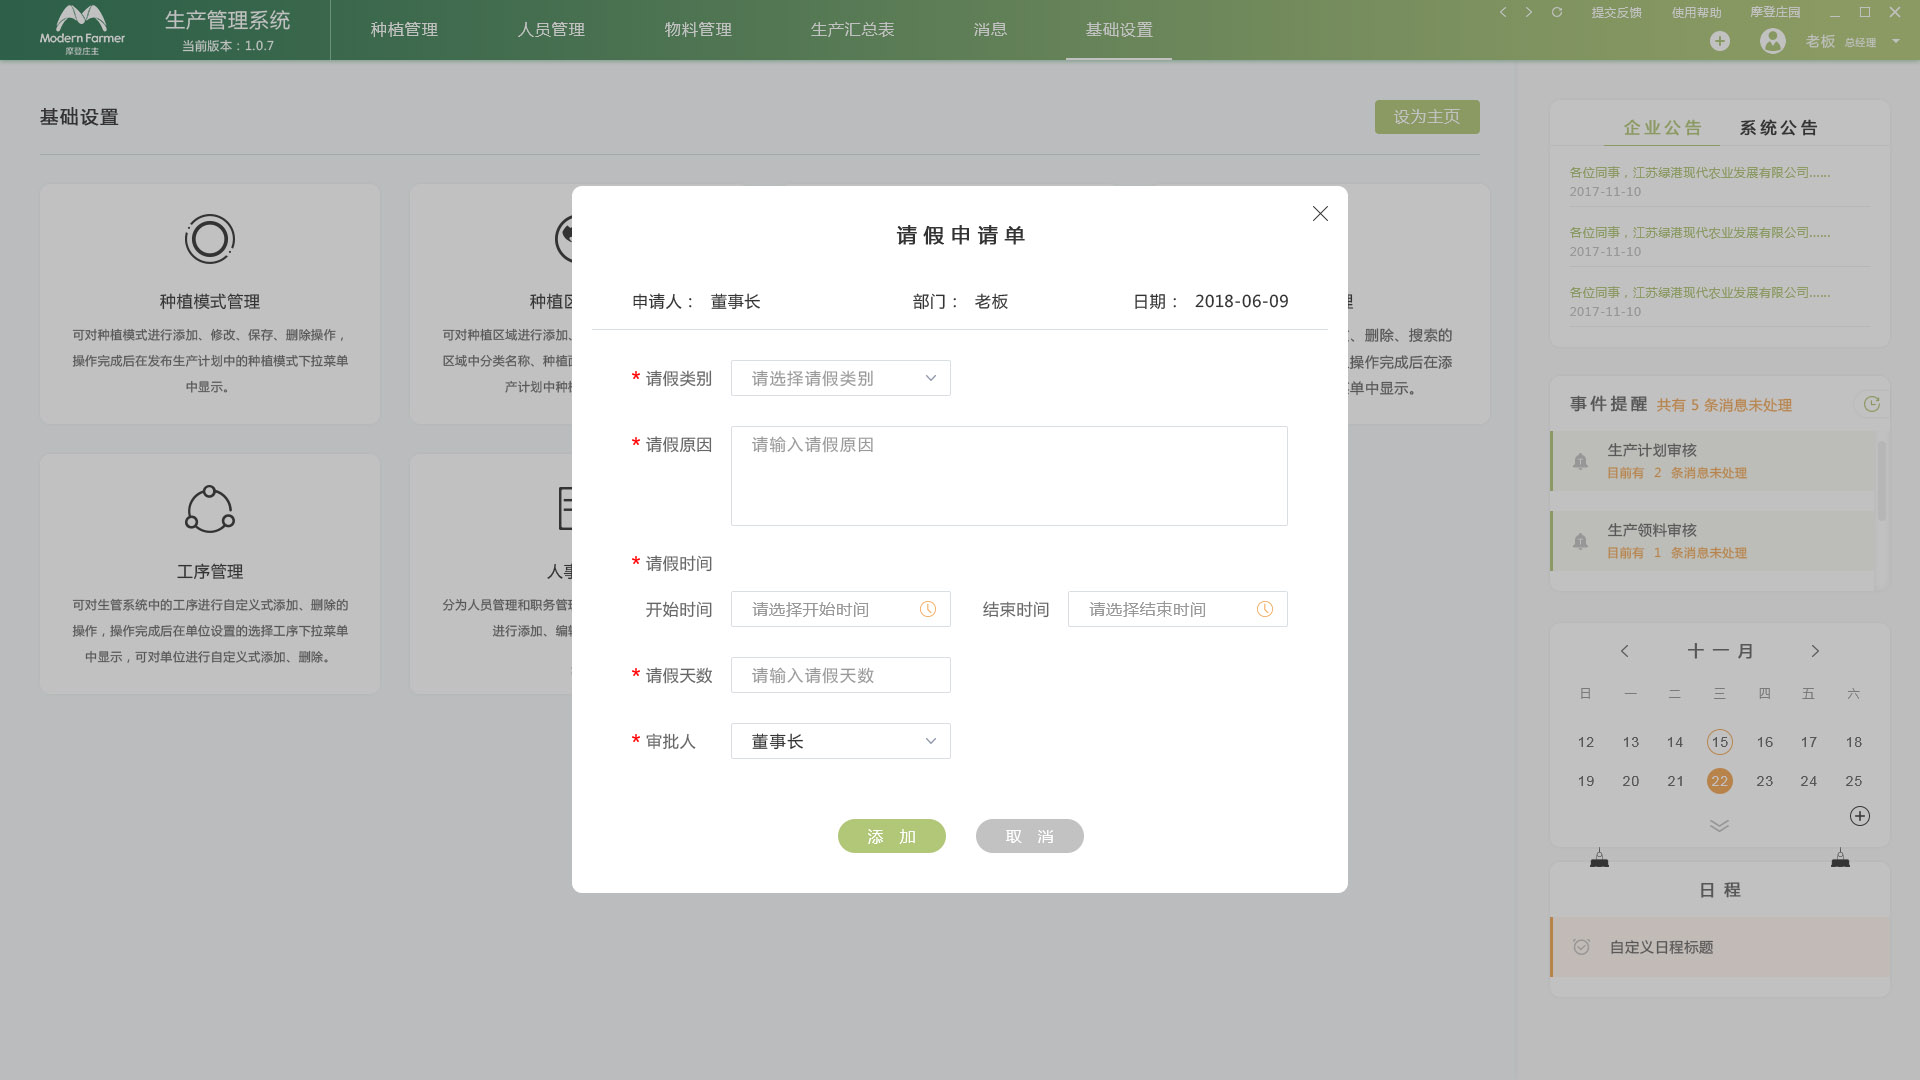 Modern Farmer
摩登庄主
生产管理系统
当前版本：1.0.7
种植管理
人员管理
物料管理
生产汇总表
消息
基础设置
提交反馈
使用帮助
摩登庄园
老板 总经理
基础设置
设为主页
种植模式管理
可对种植模式进行添加、修改、保存、删除操作，
操作完成后在发布生产计划中的种植模式下拉菜单
中显示。
种植区
可对种植区域进行添加、
区域中分类名称、种植面
产计划中种植
理
、删除、搜索的
操作完成后在添
单中显示。
工序管理
可对生管系统中的工序进行自定义式添加、删除的
操作，操作完成后在单位设置的选择工序下拉菜单
中显示，可对单位进行自定义式添加、删除。
人事
分为人员管理和职务管理
进行添加、编辑
请假申请单
申请人： 董事长
部门： 老板
日期： 2018-06-09
* 请假类别
请选择请假类别
* 请假原因
请输入请假原因
* 请假时间
开始时间
请选择开始时间
结束时间
请选择结束时间
* 请假天数
请输入请假天数
* 审批人
董事长
添 加
取 消
企业公告
系统公告
各位同事，江苏绿港现代农业发展有限公司......
2017-11-10
各位同事，江苏绿港现代农业发展有限公司......
2017-11-10
各位同事，江苏绿港现代农业发展有限公司......
2017-11-10
事件提醒 共有 5 条消息未处理
生产计划审核
目前有 2 条消息未处理
生产领料审核
目前有 1 条消息未处理
十一月
日 一 二 三 四 五 六
12 13 14 15 16 17 18
19 20 21 22 23 24 25
日 程
自定义日程标题